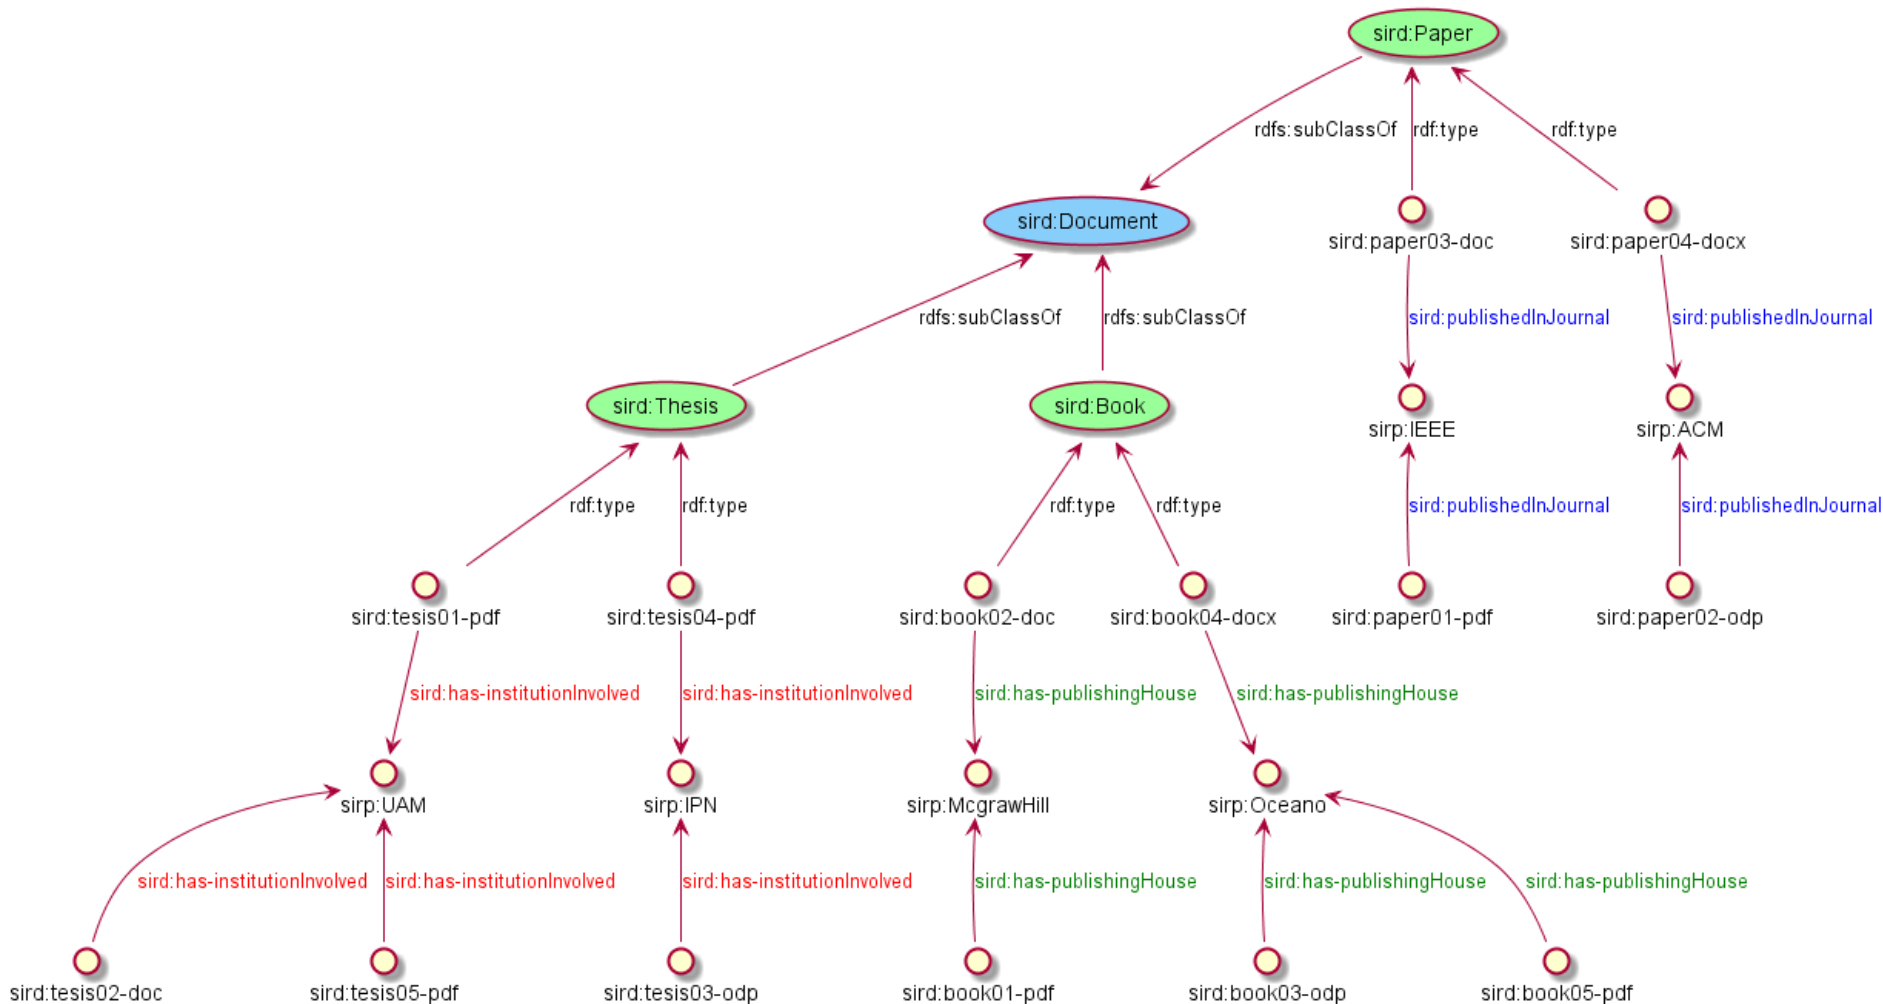 sird:Paper
rdfs:subClassOf
rdf:type
rdf:type
sird:Document
sird:paper03-doc
sird:paper04-docx
rdfs:subClassOf
rdfs:subClassOf
sird:publishedInJournal
sird:publishedInJournal
sird:Thesis
sird:Book
sirp:IEEE
sirp:ACM
rdf:type
rdf:type
rdf:type
rdf:type
sird:publishedInJournal
sird:publishedInJournal
sird:tesis01-pdf
sird:tesis04-pdf
sird:book02-doc
sird:book04-docx
sird:paper01-pdf
sird:paper02-odp
sird:has-institutionInvolved
sird:has-institutionInvolved
sird:has-publishingHouse
sird:has-publishingHouse
sirp:UAM
sirp:IPN
sirp:McgrawHill
sirp:Oceano
sird:has-institutionInvolved
sird:has-institutionInvolved
sird:has-institutionInvolved
sird:has-publishingHouse
sird:has-publishingHouse
sird:has-publishingHouse
sird:tesis02-doc
sird:tesis05-pdf
sird:tesis03-odp
sird:book01-pdf
sird:book03-odp
sird:book05-pdf